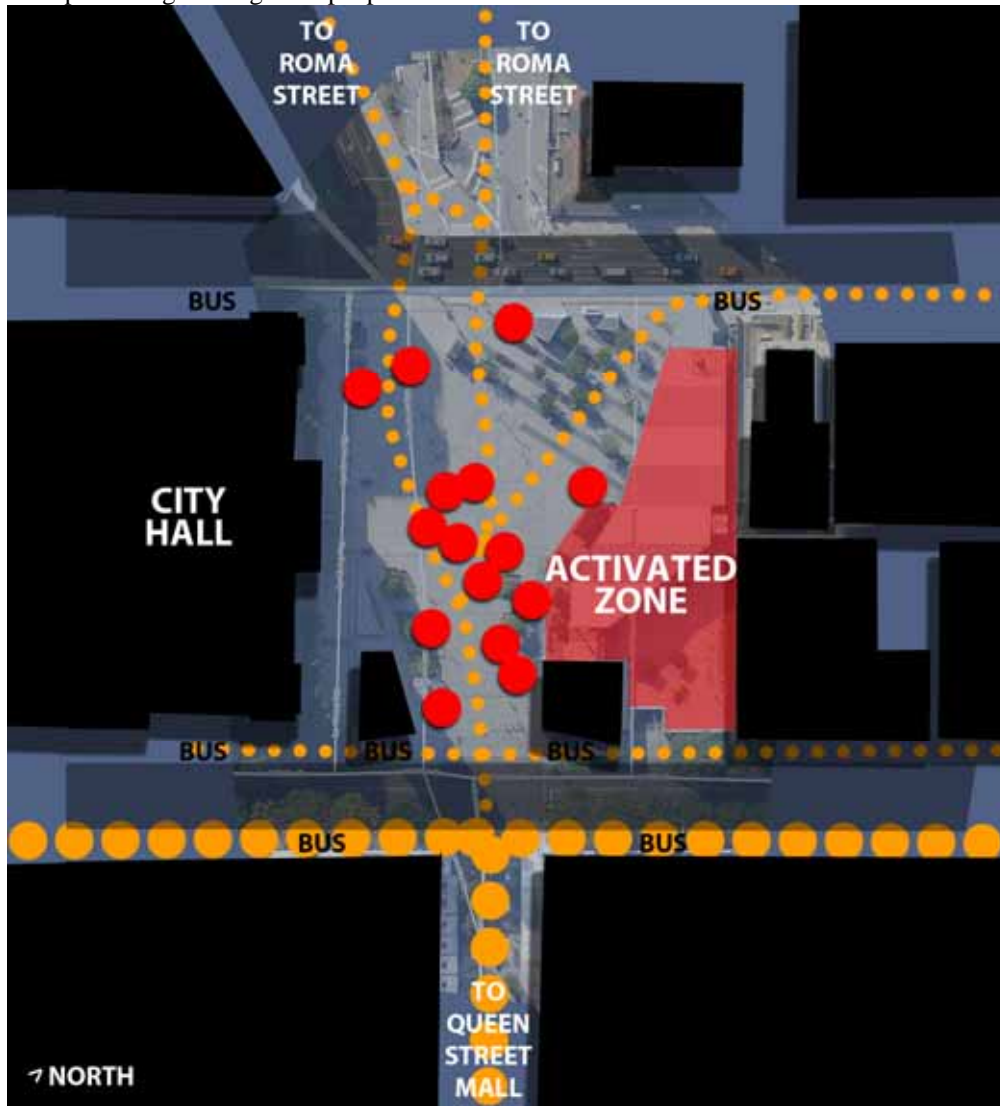 TO
ROMA
STREET
TO
ROMA
STREET
BUS
BUS
CITY
HALL
ACTIVATED
ZONE
BUS
BUS
BUS
BUS
BUS
TO
QUEEN
STREET
MALL
NORTH